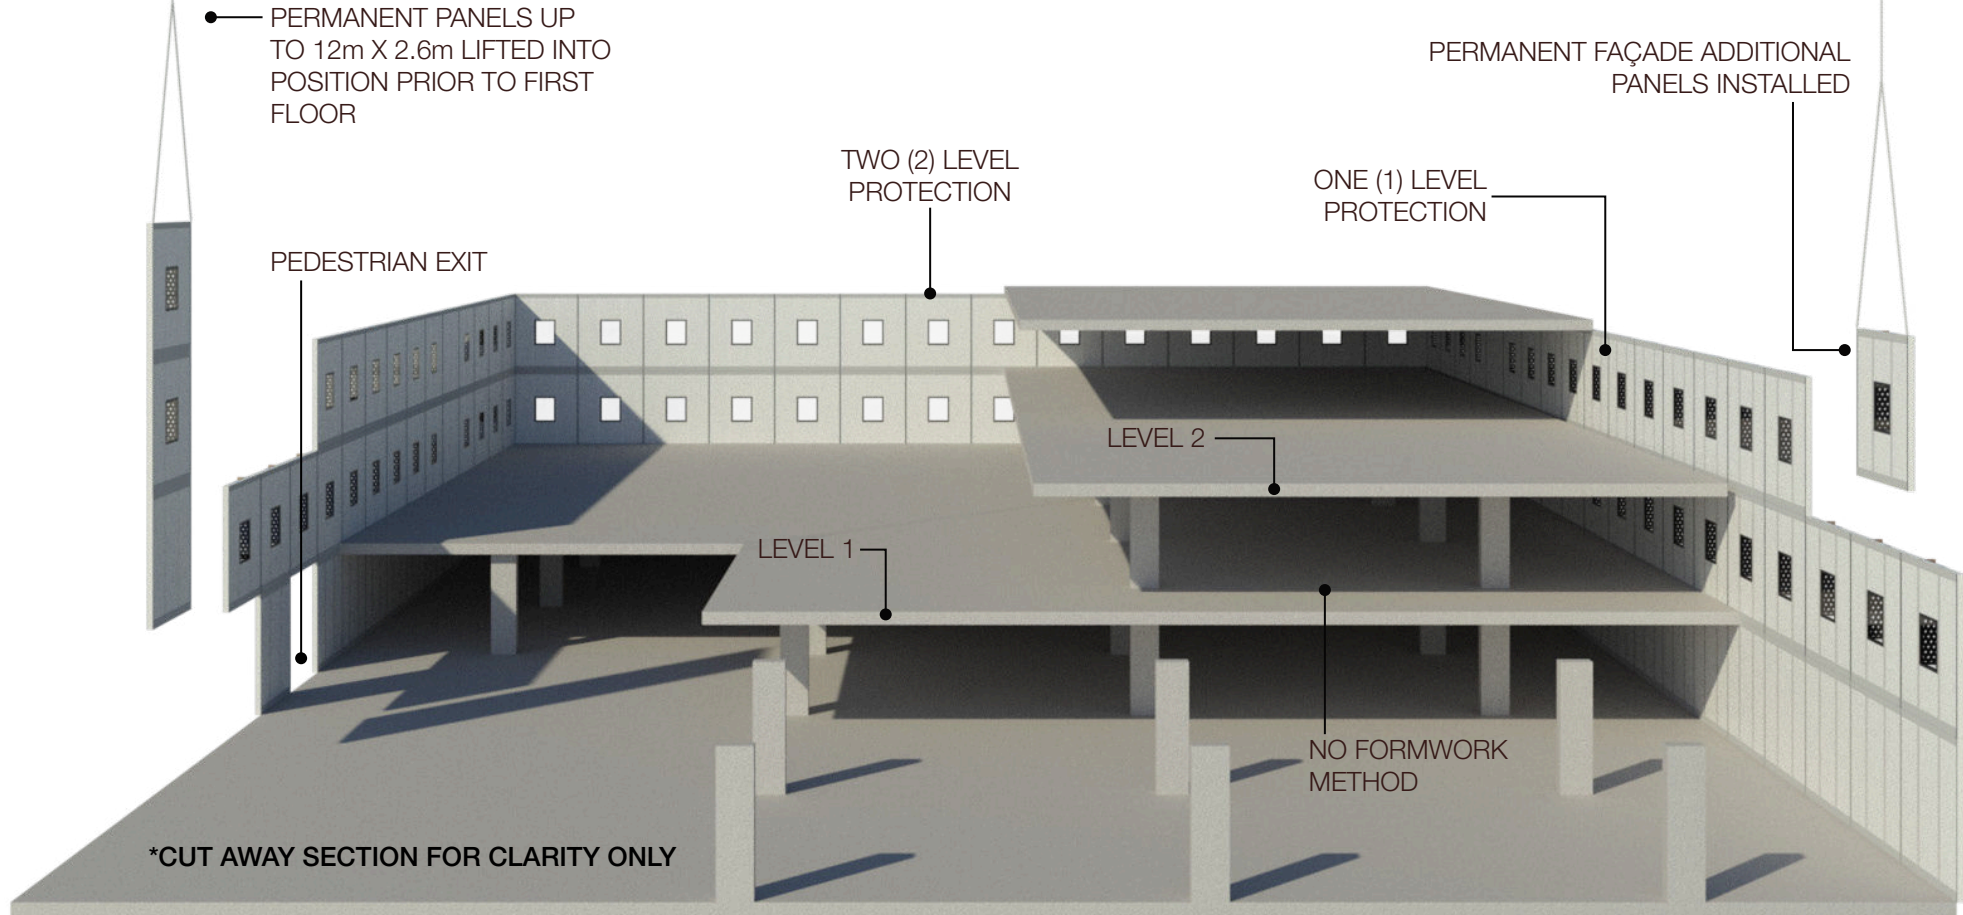 PERMANENT PANELS UP
TO 12m X 2.6m LIFTED INTO
POSITION PRIOR TO FIRST
FLOOR
PERMANENT FAÇADE ADDITIONAL
PANELS INSTALLED
TWO (2) LEVEL
PROTECTION
ONE (1) LEVEL
PROTECTION
PEDESTRIAN EXIT
LEVEL 2
LEVEL 1
NO FORMWORK
METHOD
*CUT AWAY SECTION FOR CLARITY ONLY